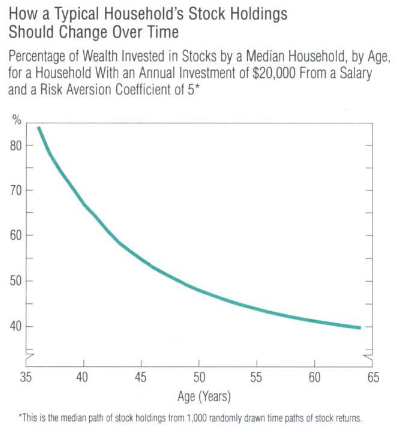 How a Typical Household's Stock Holdings
Should Change Over Time
Percentage of Wealth Invested in Stocks by a Median Household, by Age,
for a Household With an Annual Investment of $20,000 From a Salary
and a Risk Aversion Coefficient of 5*
%
80
70
60
50
40
35 40 45 50 55 60 65
Age (Years)
*This is the median path of stock holdings from 1,000 randomly drawn time paths of stock returns.